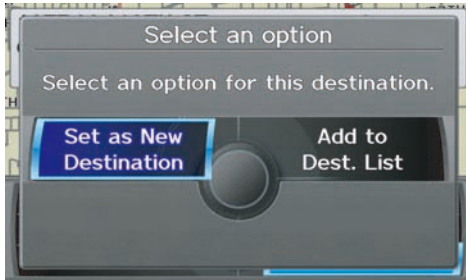 Select an option
Select an option for this destination.
Set as New
Destination
Add to
Dest. List